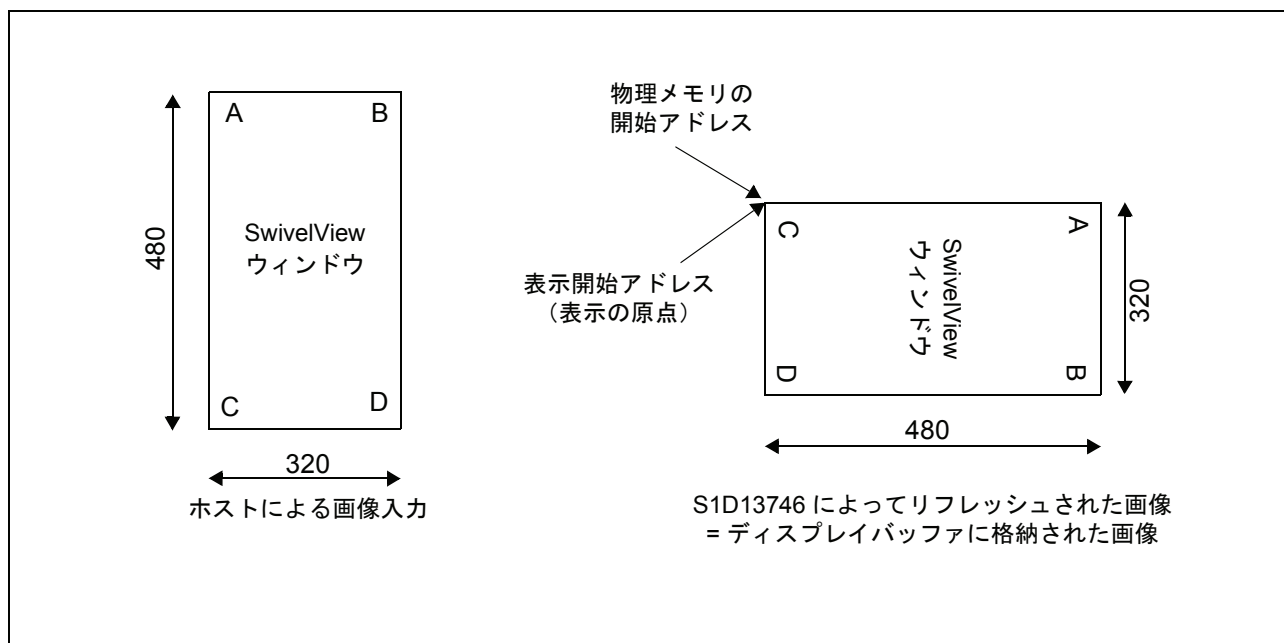 A B
SwivelView
ウィンドウ
480
C D
320
ホストによる画像入力
物理メモリの
開始アドレス
表示開始アドレス
（表示の原点）
C A
SwivelView
ウィンドウ
D B
320
480
S1D13746 によってリフレッシュされた画像
= ディスプレイバッファに格納された画像